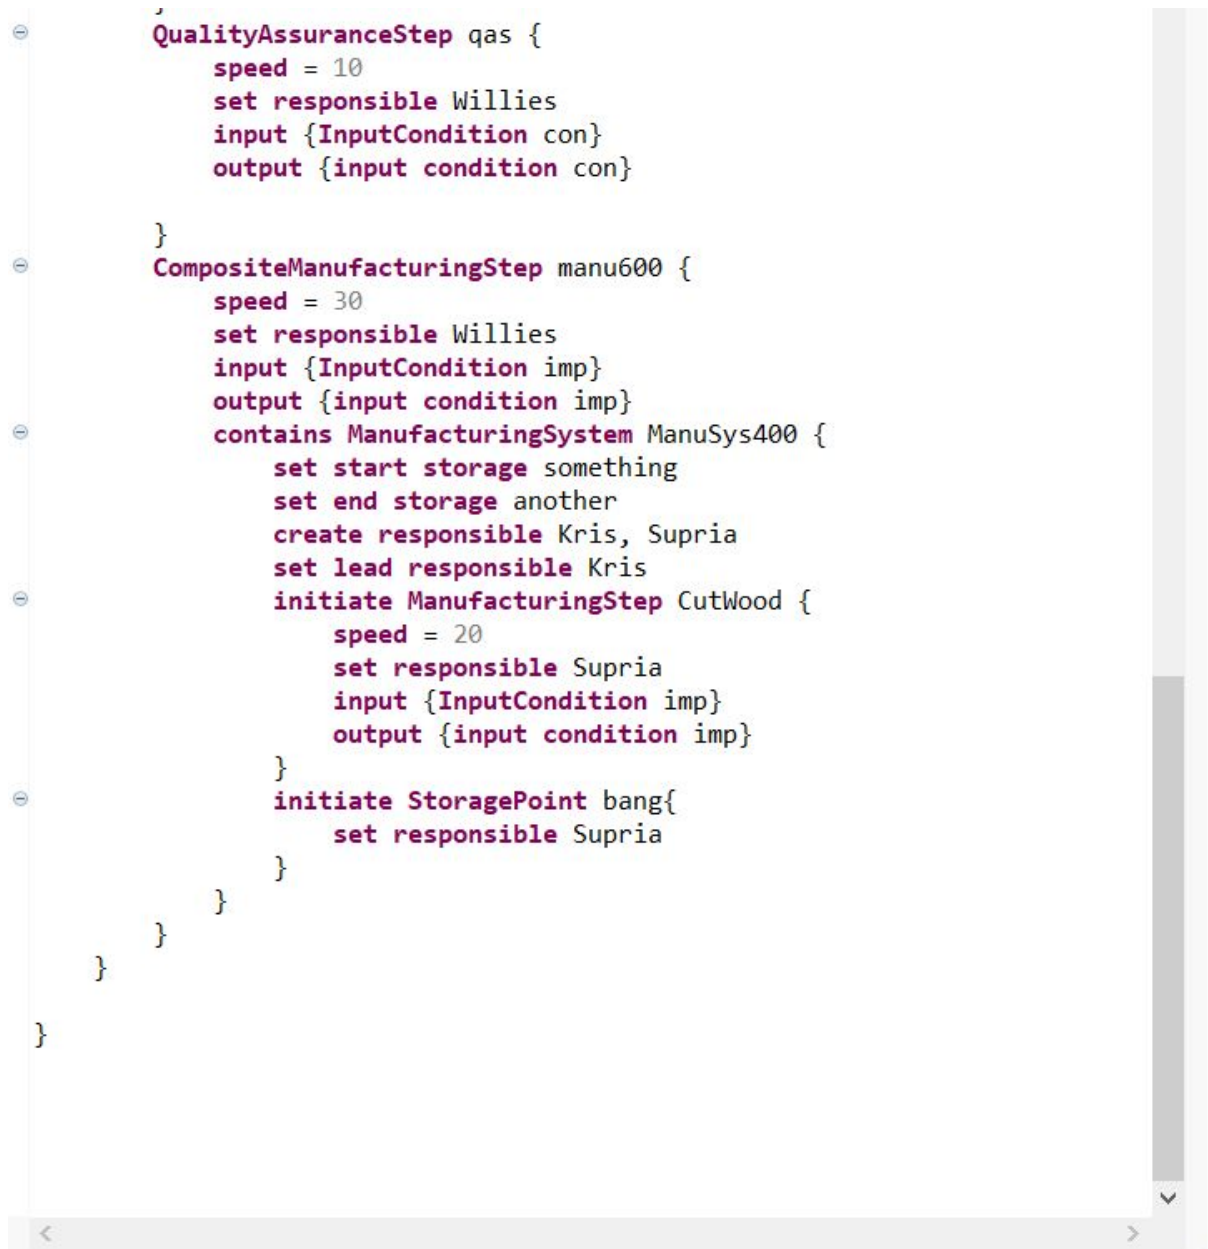 }
QualityAssuranceStep qas {
speed = 10
set responsible Willies
input {InputCondition con}
output {input condition con}
}
CompositeManufacturingStep manu600 {
speed = 30
set responsible Willies
input {InputCondition imp}
output {input condition imp}
contains ManufacturingSystem ManuSys400 {
set start storage something
set end storage another
create responsible Kris, Supria
set lead responsible Kris
initiate ManufacturingStep CutWood {
speed = 20
set responsible Supria
input {InputCondition imp}
output {input condition imp}
}
initiate StoragePoint bang{
set responsible Supria
}
}
}
}
}